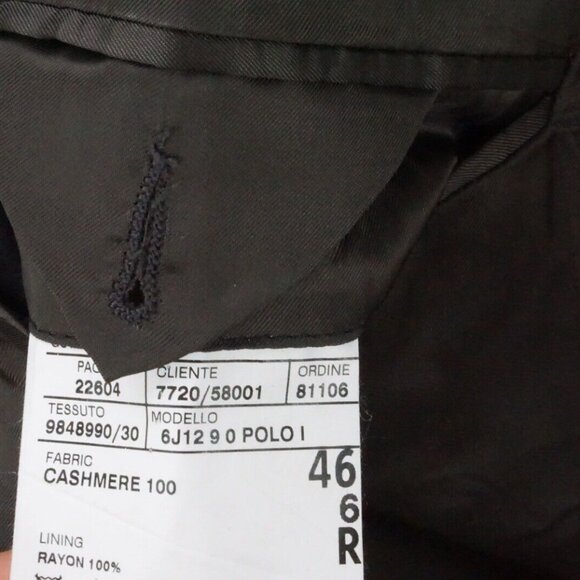 PAC CLIENTE ORDINE
22604 7720/58001 81106
TESSUTO MODELLO
9848990/30 6J12 9 0 POLO I
FABRIC
CASHMERE 100
46
6
R
LINING
RAYON 100%